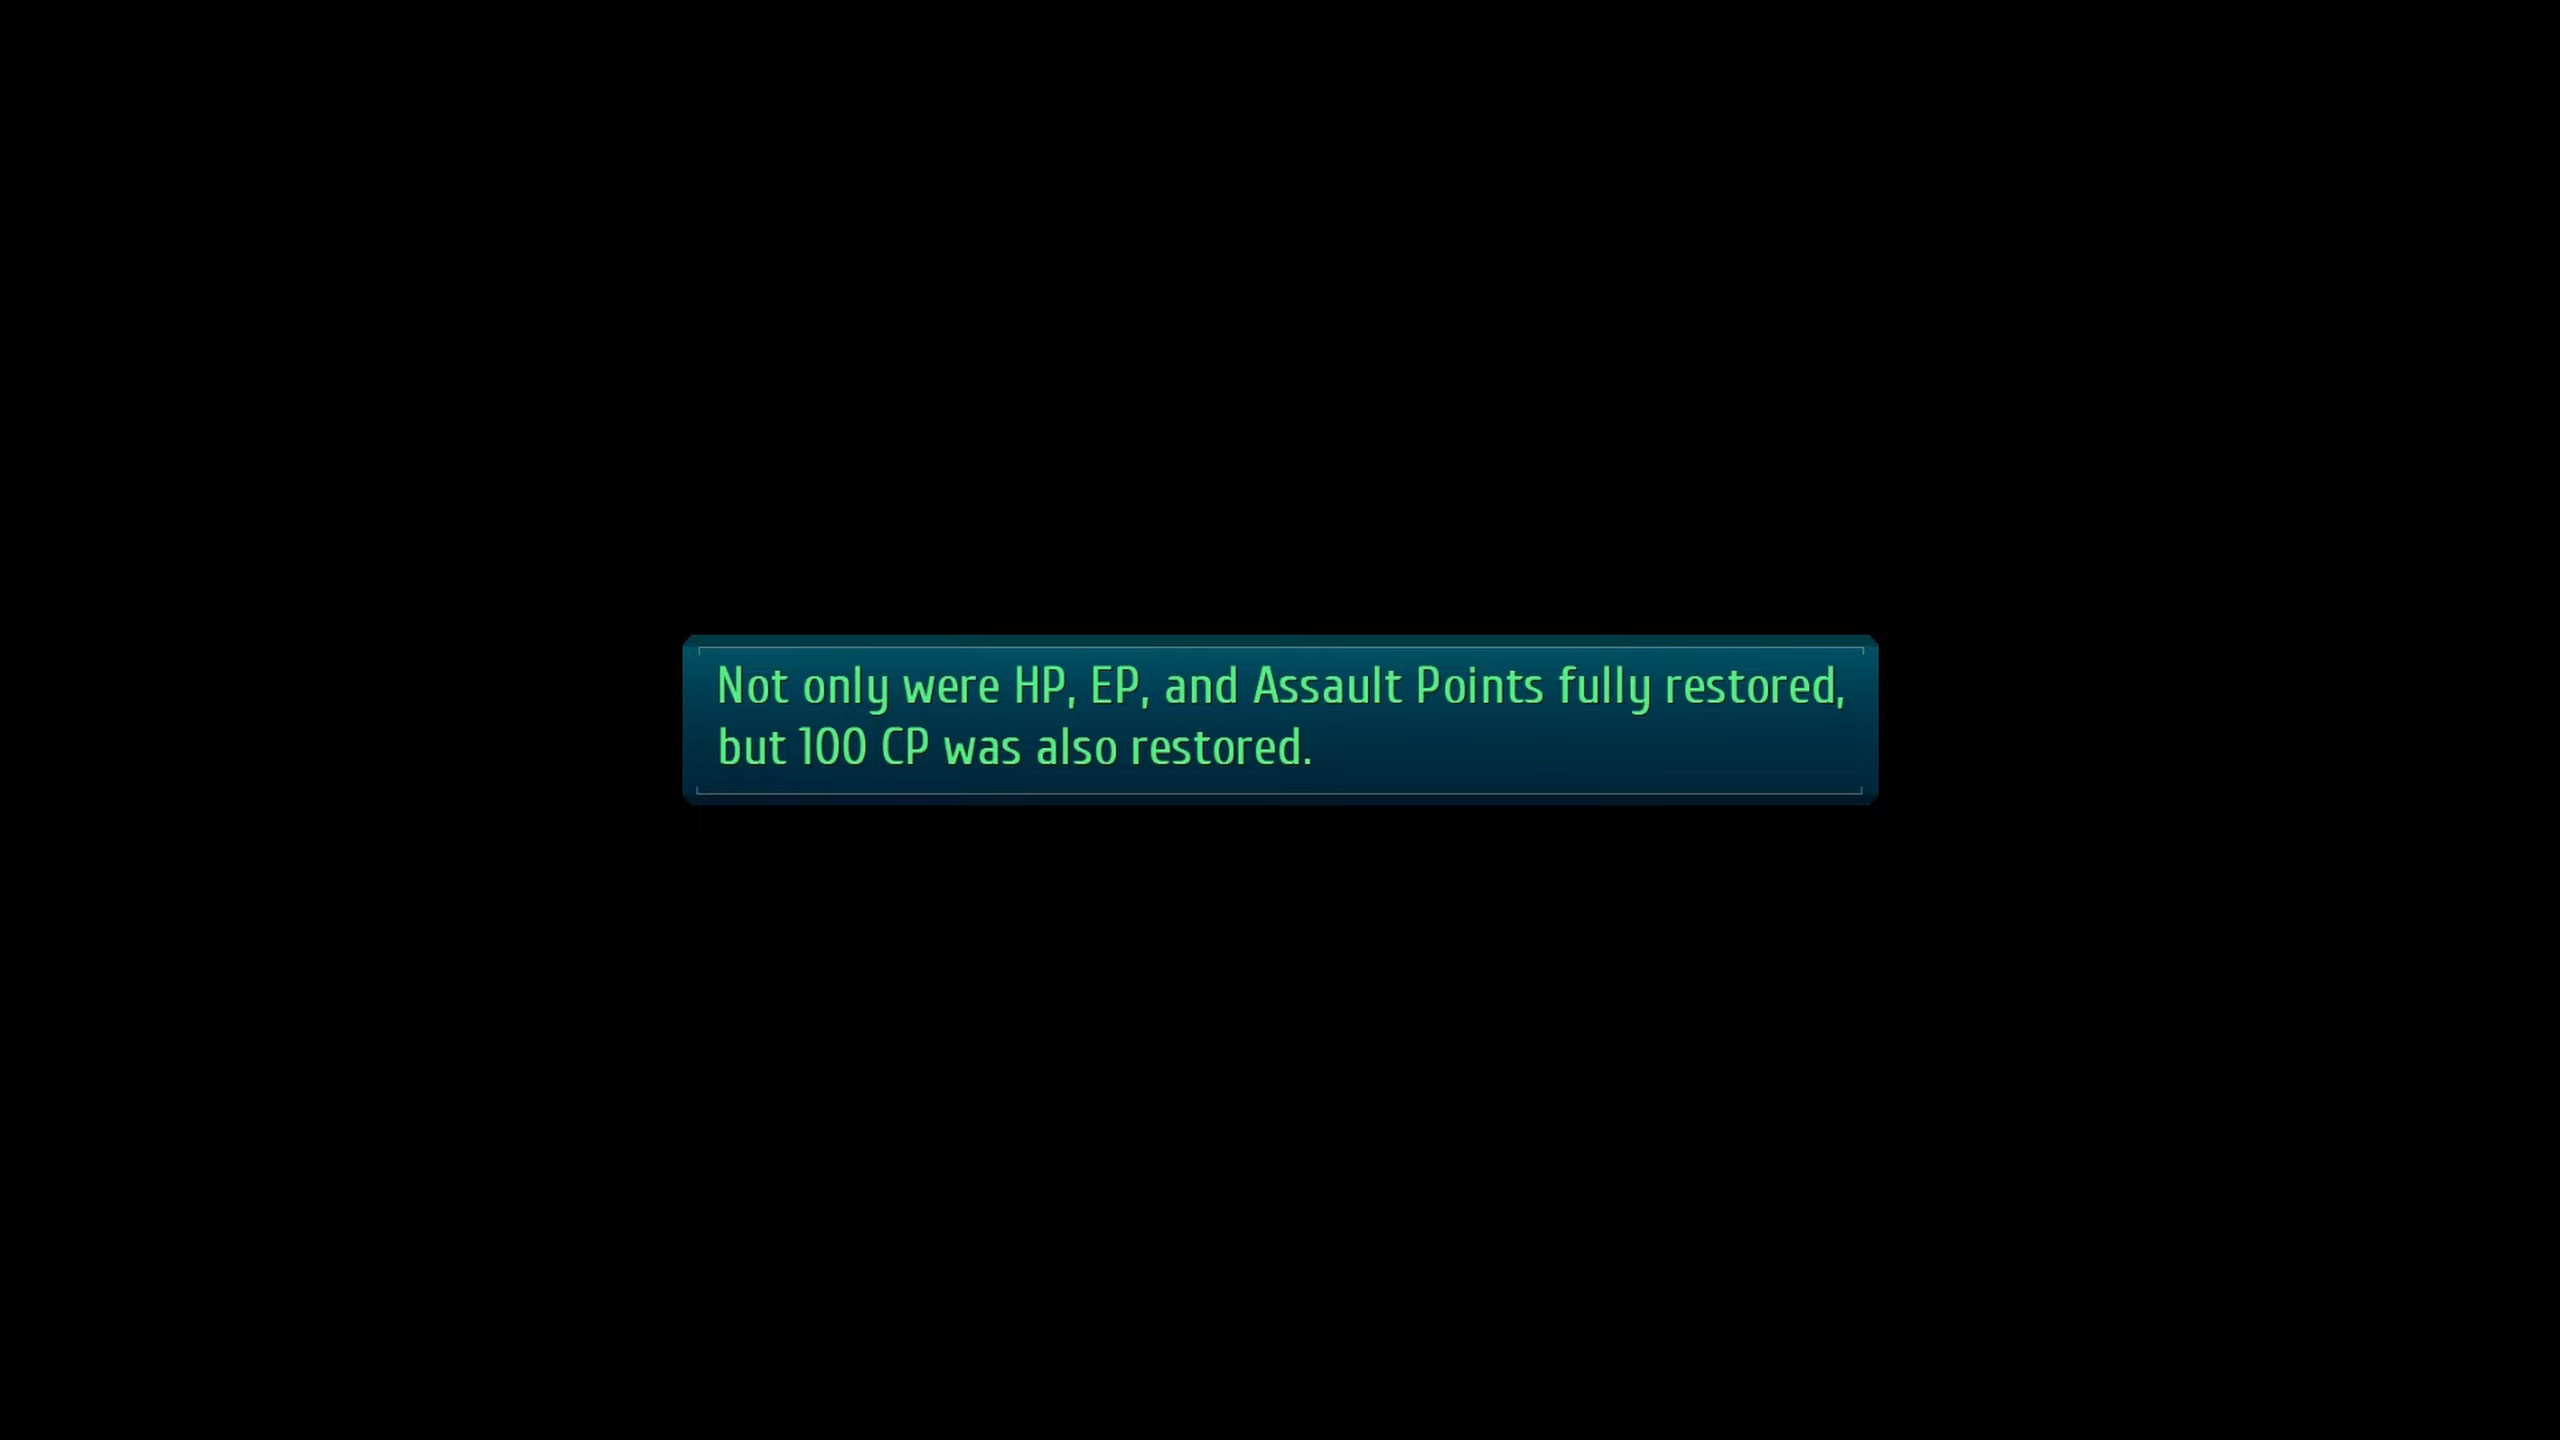 Not only were HP, EP, and Assault Points fully restored,
but 100 CP was also restored.